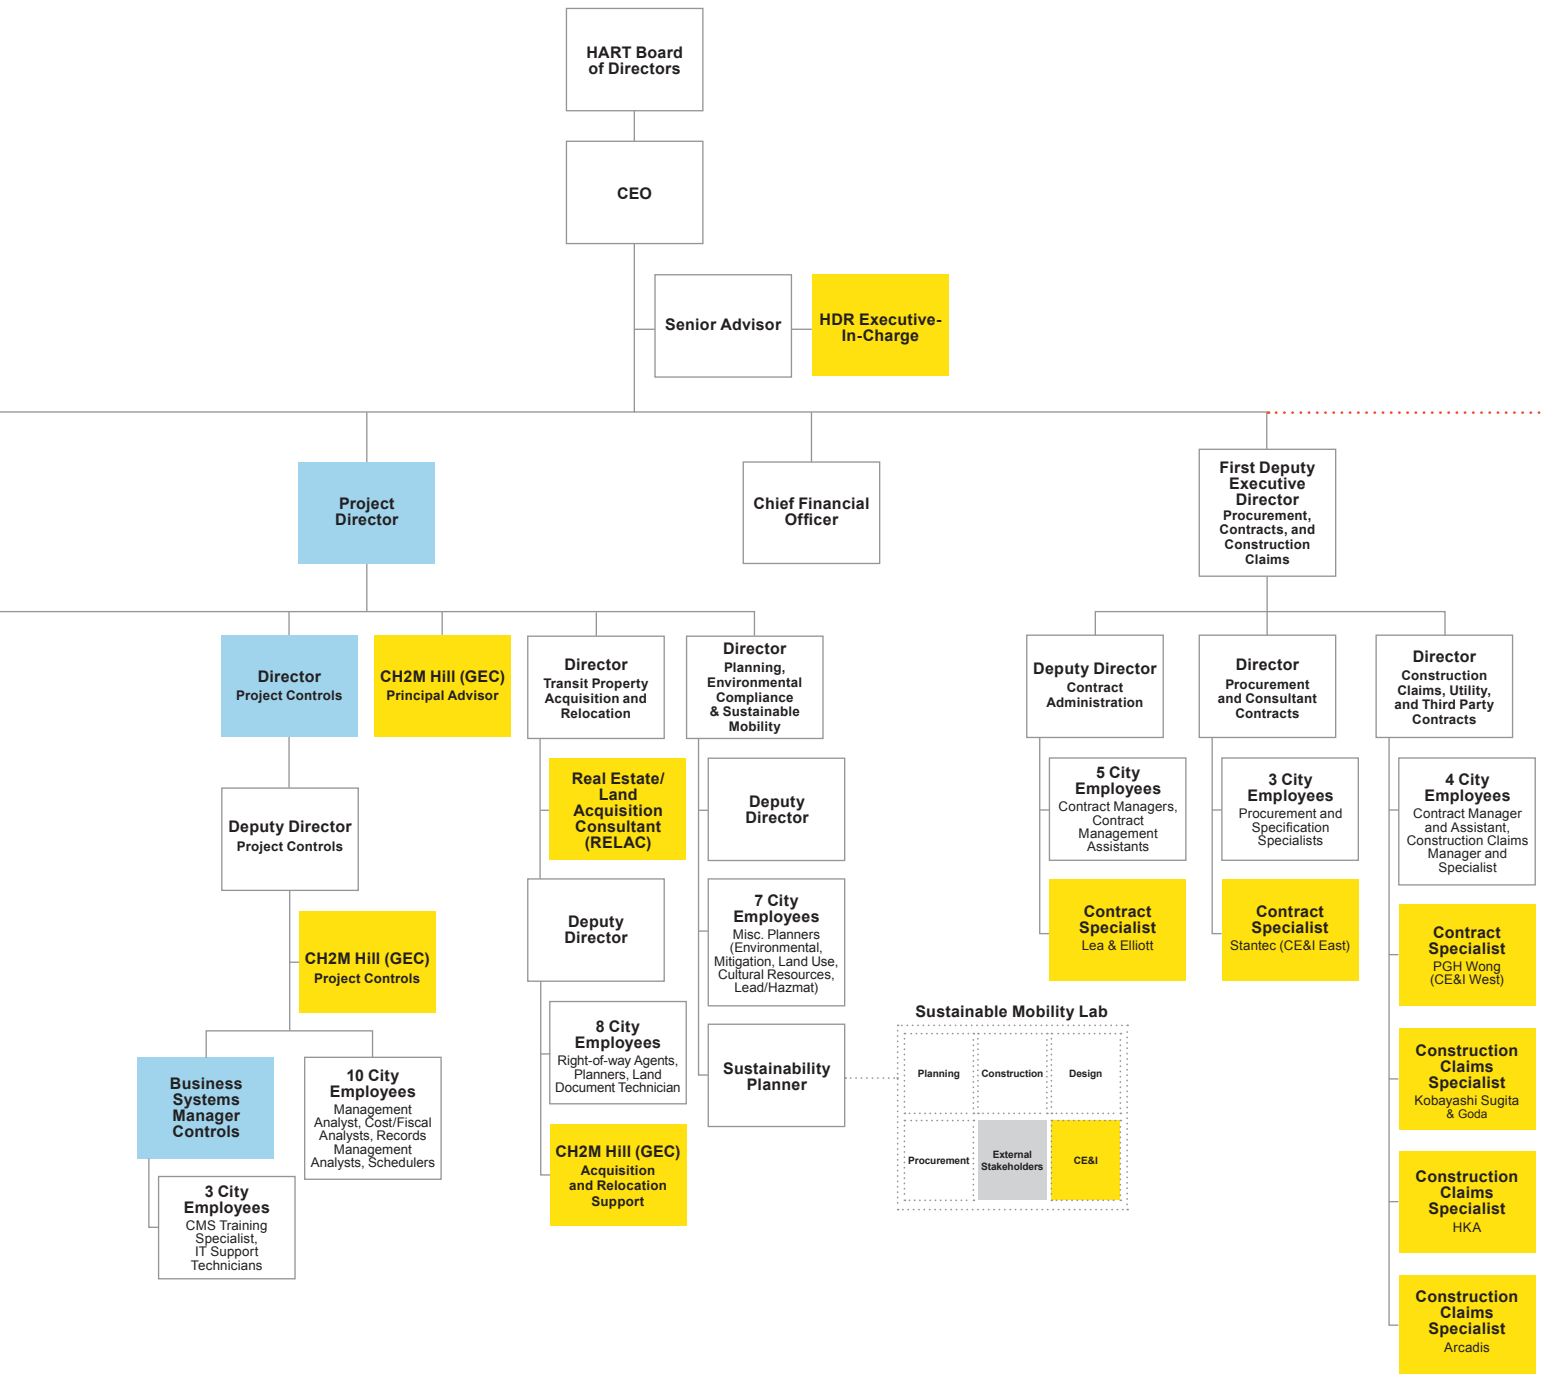 HART Board
of Directors
CEO
Senior Advisor
HDR Executive-
In-Charge
Project
Director
Chief Financial
Officer
First Deputy
Executive
Director
Procurement,
Contracts, and
Construction
Claims
Director
Project Controls
CH2M Hill (GEC)
Principal Advisor
Director
Transit Property
Acquisition and
Relocation
Director
Planning,
Environmental
Compliance
& Sustainable
Mobility
Deputy Director
Contract
Administration
Director
Procurement
and Consultant
Contracts
Director
Construction
Claims, Utility,
and Third Party
Contracts
Deputy Director
Project Controls
CH2M Hill (GEC)
Project Controls
Business
Systems
Manager
Controls
10 City
Employees
Management
Analyst, Cost/Fiscal
Analysts, Records
Management
Analysts, Schedulers
3 City
Employees
CMS Training
Specialist,
IT Support
Technicians
Real Estate/
Land
Acquisition
Consultant
(RELAC)
Deputy
Director
8 City
Employees
Right-of-way Agents,
Planners, Land
Document Technician
CH2M Hill (GEC)
Acquisition
and Relocation
Support
Deputy
Director
7 City
Employees
Misc. Planners
(Environmental,
Mitigation, Land Use,
Cultural Resources,
Lead/Hazmat)
Sustainability
Planner
Sustainable Mobility Lab
Planning
Construction
Design
Procurement
External
Stakeholders
CE&I
5 City
Employees
Contract Managers,
Contract
Management
Assistants
Contract
Specialist
Lea & Elliott
3 City
Employees
Procurement and
Specification
Specialists
Contract
Specialist
Stantec (CE&I East)
4 City
Employees
Contract Manager
and Assistant,
Construction Claims
Manager and
Specialist
Contract
Specialist
PGH Wong
(CE&I West)
Construction
Claims
Specialist
Kobayashi Sugita
& Goda
Construction
Claims
Specialist
HKA
Construction
Claims
Specialist
Arcadis